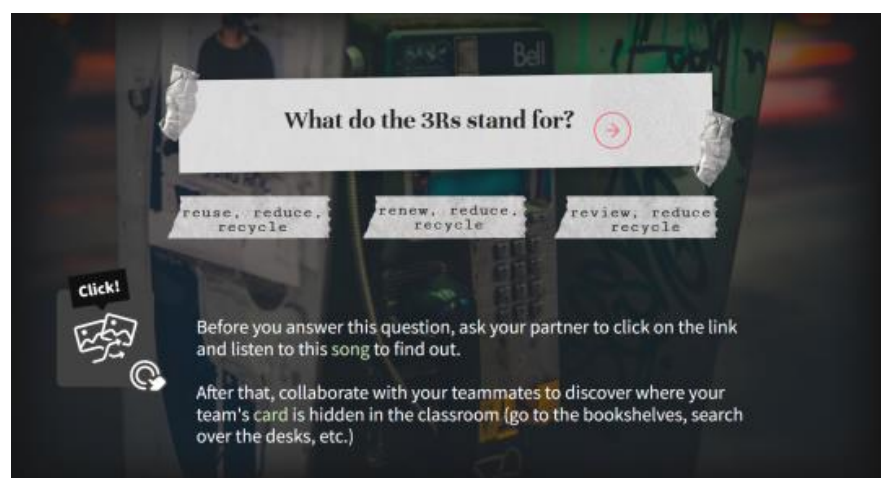 Bell
What do the 3Rs stand for?
reuse, reduce,
recycle
renew, reduce,
recycle
review, reduce
recycle
Click!
Before you answer this question, ask your partner to click on the link
and listen to this song to find out.
After that, collaborate with your teammates to discover where your
team's card is hidden in the classroom (go to the bookshelves, search
over the desks, etc.)